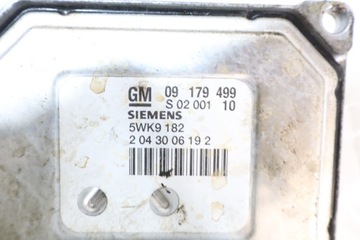 GM 09 179 499
S 02 001 10
SIEMENS
5WK9 182
2 04 30 06 19 2